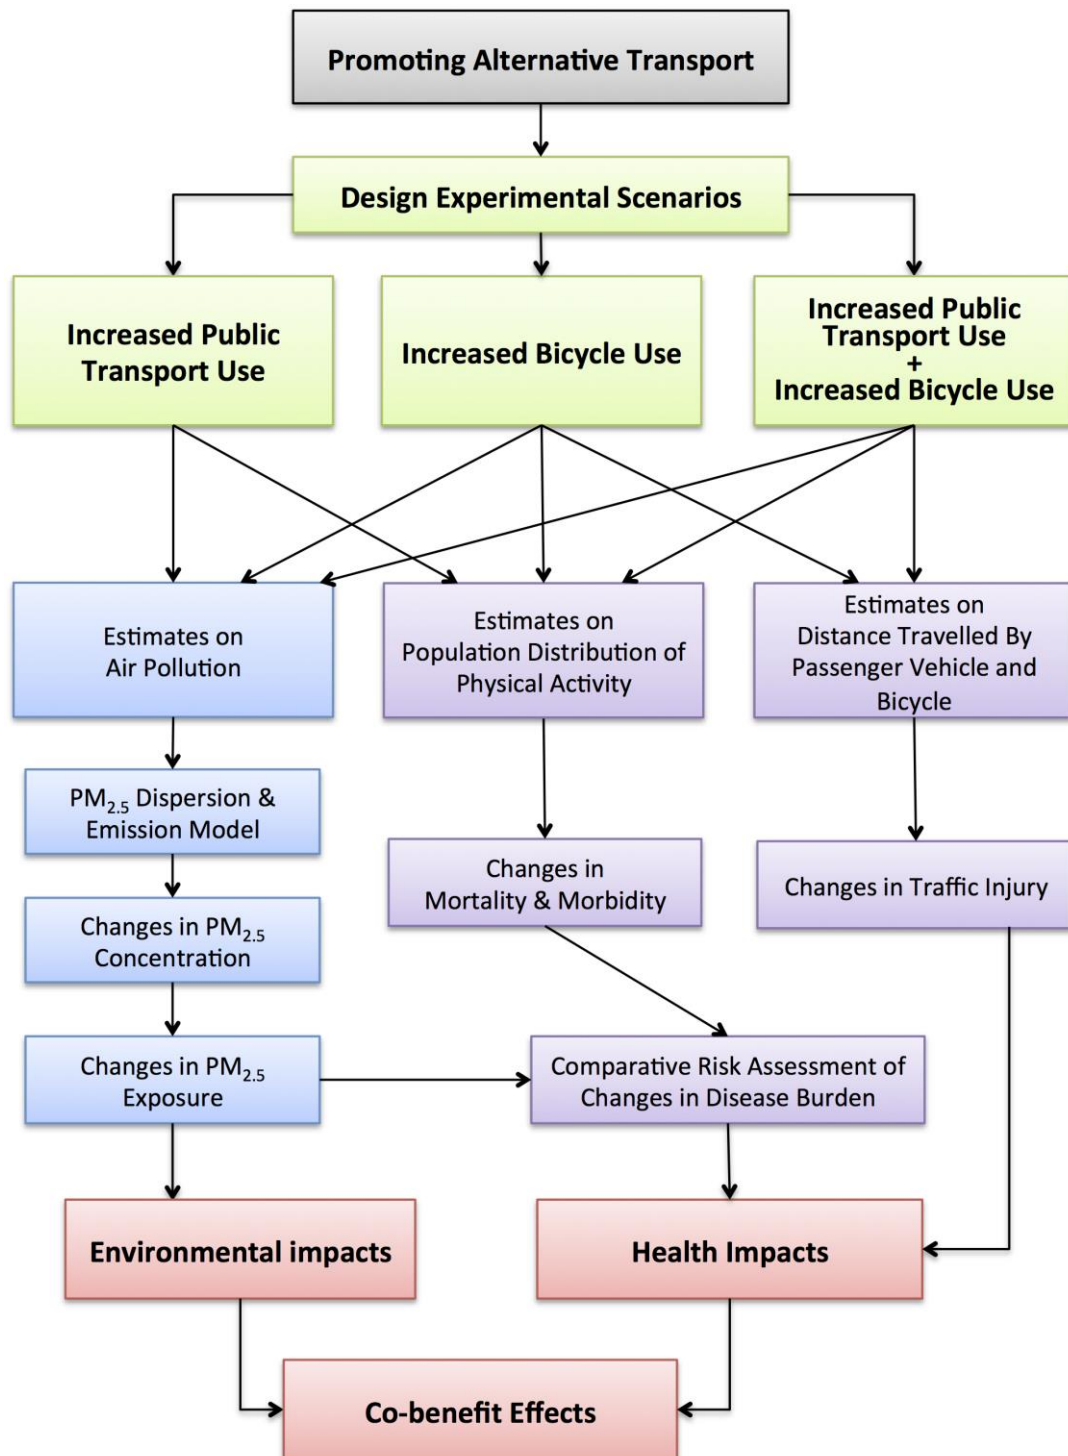 Promoting Alternative Transport
Design Experimental Scenarios
Increased Public
Transport Use
Increased Bicycle Use
Increased Public
Transport Use
+
Increased Bicycle Use
Estimates on
Air Pollution
Estimates on
Population Distribution of
Physical Activity
Estimates on
Distance Travelled By
Passenger Vehicle and
Bicycle
PM2.5 Dispersion &
Emission Model
Changes in
Mortality & Morbidity
Changes in Traffic Injury
Changes in PM2.5
Concentration
Changes in PM2.5
Exposure
Comparative Risk Assessment of
Changes in Disease Burden
Environmental impacts
Health Impacts
Co-benefit Effects